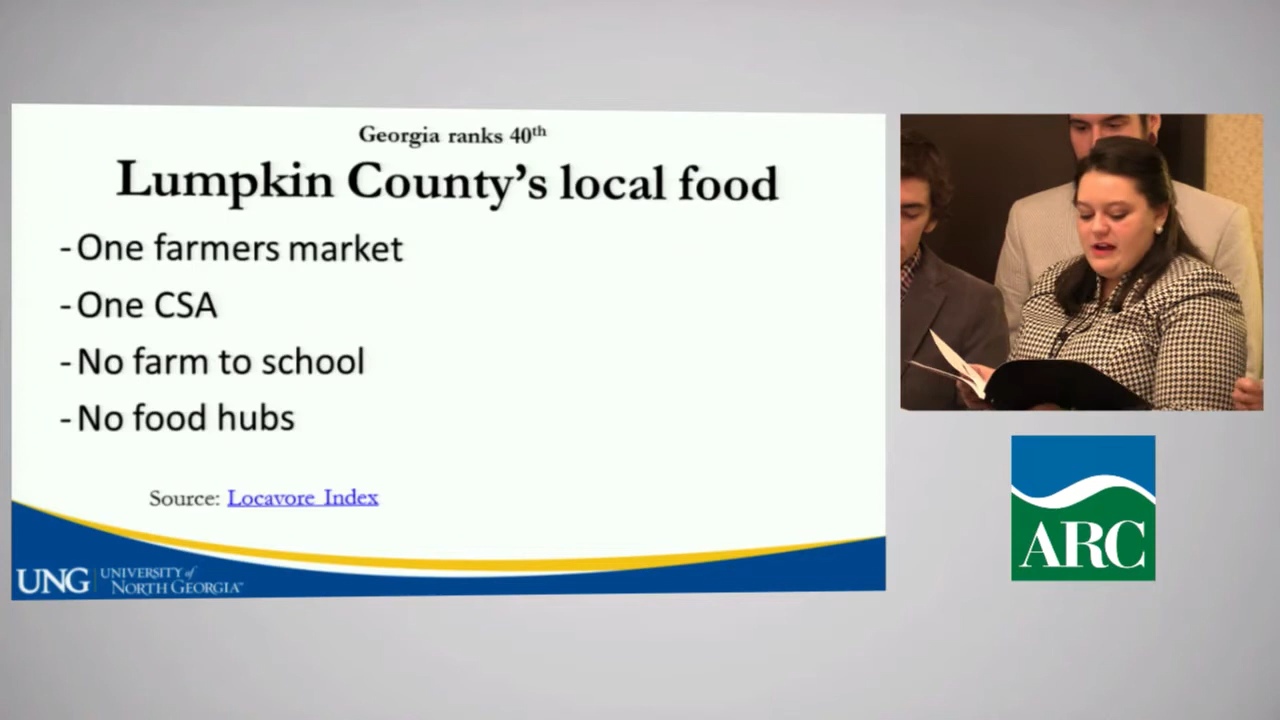 Georgia ranks 40th
Lumpkin County's local food
- One farmers market
- One CSA
- No farm to school
- No food hubs
Source: Locavore Index
UNG UNIVERSITY of
NORTH GEORGIA™
ARC